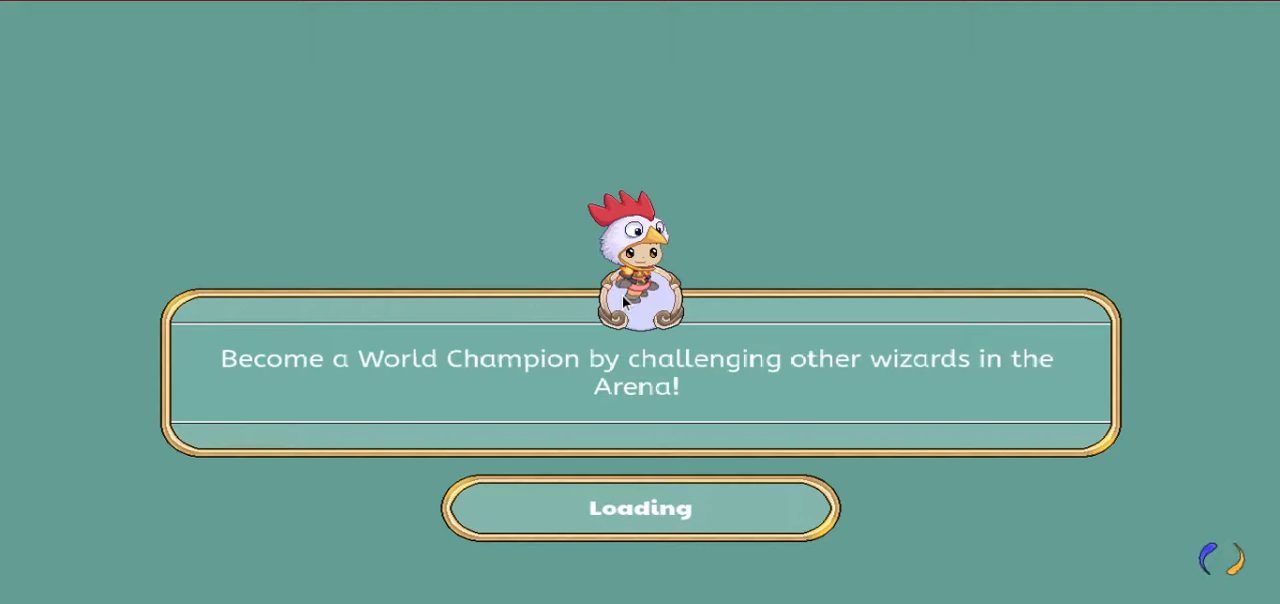 Become a World Champion by challenging other wizards in the
Arena!
Loading